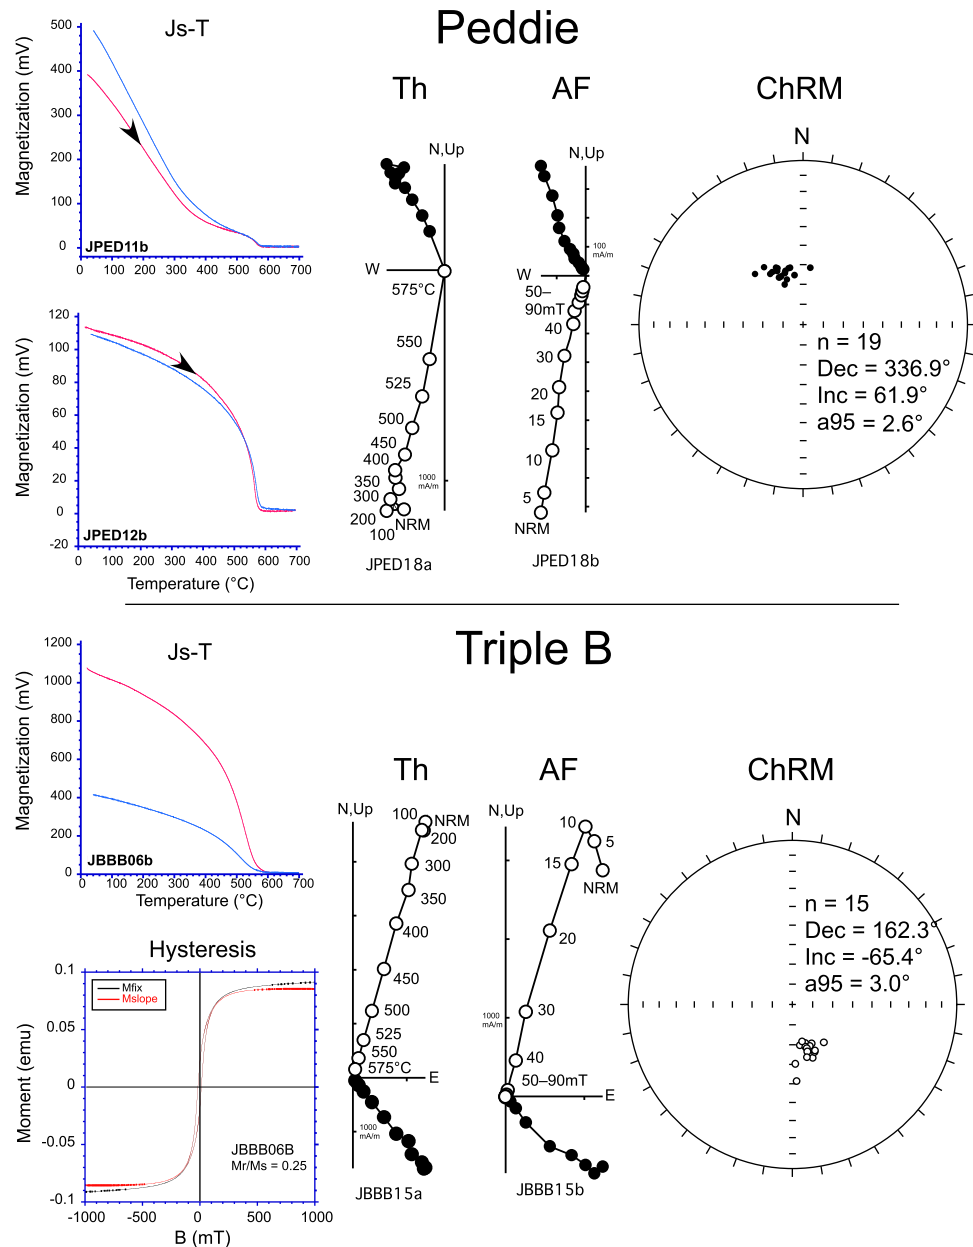 Peddie
Js-T
Th
AF
ChRM
Magnetization (mV)
500
400
300
200
100
0
JPED11b
0 100 200 300 400 500 600 700
Magnetization (mV)
120
100
80
60
40
20
0
-20
JPED12b
0 100 200 300 400 500 600 700
Temperature (°C)
N,Up
W
575°C
550
525
500
450
400
350
300
200
100
NRM
1000
mA/m
JPED18a
N,Up
100
mA/m
W
50–
90mT
40
30
20
15
10
5
NRM
JPED18b
N
n = 19
Dec = 336.9°
Inc = 61.9°
a95 = 2.6°
Triple B
Js-T
Th
AF
ChRM
Magnetization (mV)
1200
1000
800
600
400
200
0
JBBB06b
0 100 200 300 400 500 600 700
Temperature (°C)
Hysteresis
Moment (emu)
0.1
0.05
0
-0.05
-0.1
Mfix
Mslope
JBBB06B
Mr/Ms = 0.25
-1000 -500 0 500 1000
B (mT)
N,Up
100
NRM
200
300
350
400
450
500
525
550
575°C
E
1000
mA/m
JBBB15a
N,Up
10
5
15
NRM
20
1000
mA/m
30
40
50–90mT
E
JBBB15b
N
n = 15
Dec = 162.3°
Inc = -65.4°
a95 = 3.0°